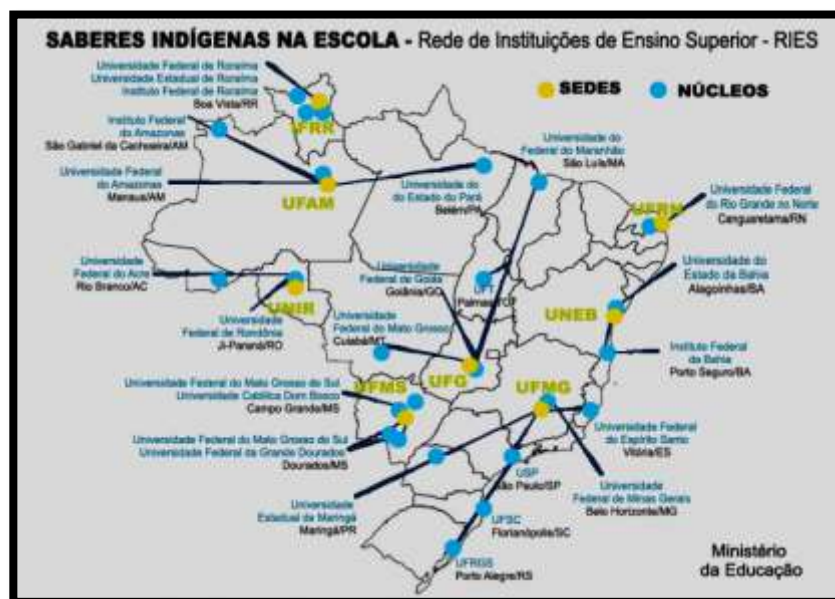 SABERES INDÍGENAS NA ESCOLA - Rede de Instituições de Ensino Superior - RIES
SEDES
NÚCLEOS
Universidade Federal de Roraima
Universidade Estadual de Roraima
Instituto Federal de Roraima
Boa Vista/RR
Instituto Federal
do Amazonas
São Gabriel da Cachoeira/AM
Universidade Federal
do Amazonas
Manaus/AM
UFAM
Universidade do
do Estado do Pará
Belém/PA
Universidade do
Federal do Maranhão
São Luís/MA
UFRN
Universidade Federal
do Rio Grande no Norte
Canguaretama/RN
Universidade
Federal do Acre
Rio Branco/AC
UNIR
Universidade
Federal de Rondônia
Ji-Paraná/RO
Universidade
Federal de Goiás
Goiânia/GO
UFT
Palmas/TO
Universidade do
Estado da Bahia
Alagoinhas/BA
UNEB
Universidade
Federal do Mato Grosso
Cuiabá/MT
Instituto Federal
da Bahia
Porto Seguro/BA
UFG
UFMG
UFMS
Universidade Federal do Mato Grosso do Sul
Universidade Católica Dom Bosco
Campo Grande/MS
Universidade Federal do Mato Grosso do Sul
Universidade Federal da Grande Dourados
Dourados/MS
Universidade Federal
do Espírito Santo
Vitória/ES
USP
São Paulo/SP
Universidade
Federal de Minas Gerais
Belo Horizonte/MG
Universidade
Estadual da Maringá
Maringá/PR
UFSC
Florianópolis/SC
UFRGS
Porto Alegre/RS
Ministério
da Educação